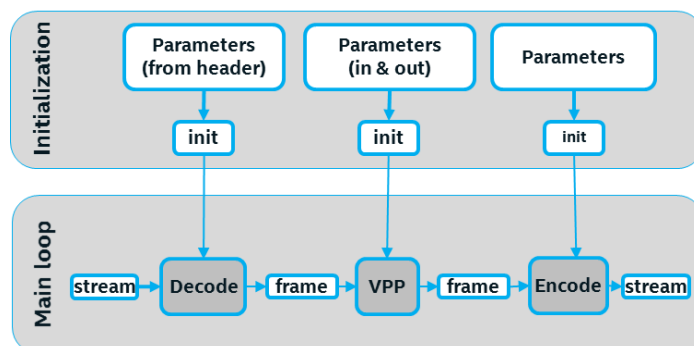 Initialization
Parameters
(from header)
Parameters
(in & out)
Parameters
init
init
init
Main loop
stream
Decode
frame
VPP
frame
Encode
stream